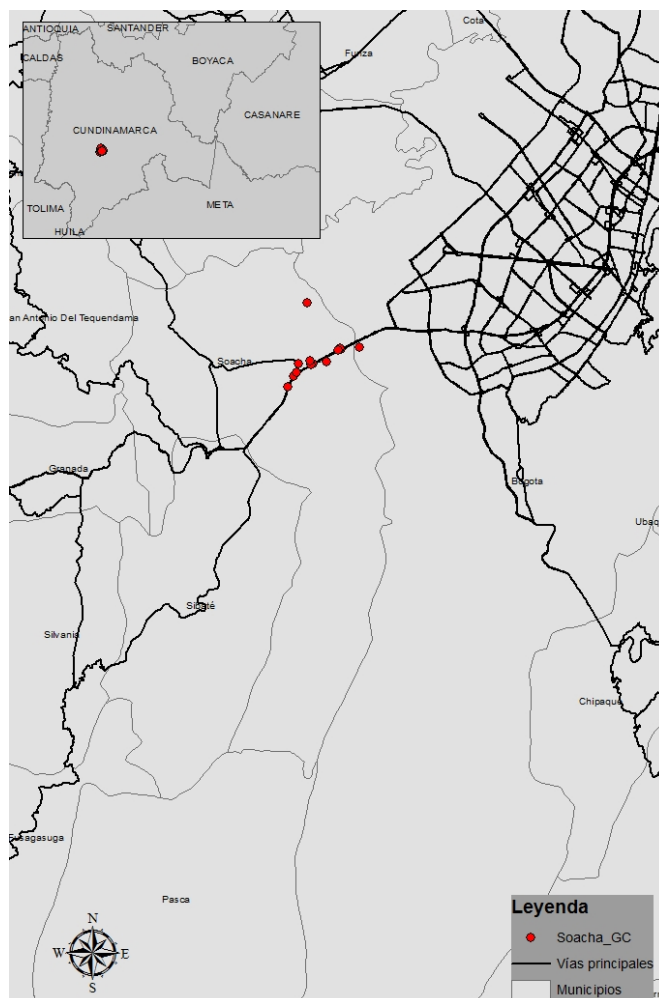 ANTIOQUIA
SANTANDER
CALDAS
BOYACA
CUNDINAMARCA
CASANARE
TOLIMA
META
HUILA
Cota
Funza
an Antonio Del Tequendama
Soacha
Granada
Bogota
Ubaq
Sibaté
Silvania
Chipaque
Fusagasuga
Pasca
N
W
E
S
Leyenda
Soacha_GC
Vías principales
Municipios